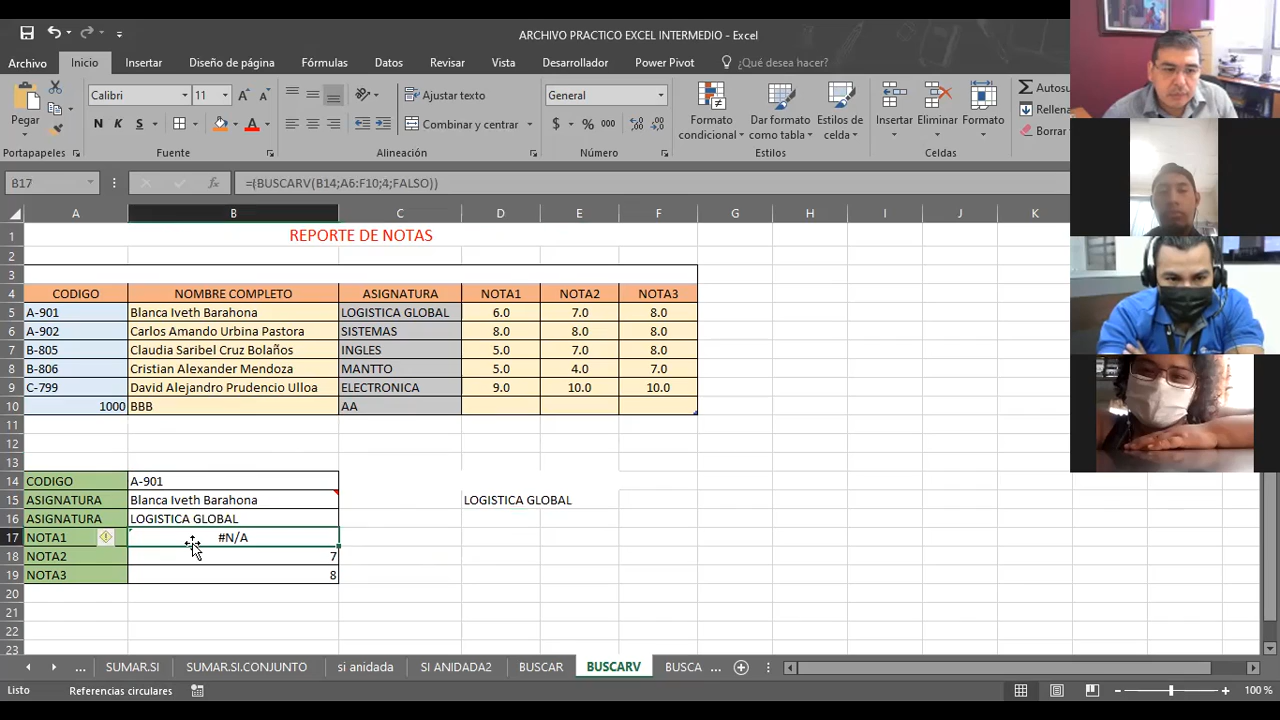 ARCHIVO PRACTICO EXCEL INTERMEDIO - Excel
Archivo Inicio Insertar Diseño de página Fórmulas Datos Vista Revisar Desarrollador Power Pivot ¿Qué desea hacer?
Pegar Calibri 11 Ajustar texto General Formato condicional Dar formato como tabla Estilos de celda Insertar Eliminar Formato
N K S Combinar y centrar $ % 000
Portapapeles Fuente Alineación Número Estilos Celdas
B17 fx =(BUSCARV(B14;A6:F10;4;FALSO))
A B C D E F G H I J K
1 REPORTE DE NOTAS
2
3
4 CODIGO NOMBRE COMPLETO ASIGNATURA NOTA1 NOTA2 NOTA3
5 A-901 Blanca Iveth Barahona LOGISTICA GLOBAL 6.0 7.0 8.0
6 A-902 Carlos Amando Urbina Pastora SISTEMAS 8.0 8.0 8.0
7 B-805 Claudia Saribel Cruz Bolaños INGLES 5.0 7.0 8.0
8 B-806 Cristian Alexander Mendoza MANTTO 5.0 4.0 7.0
9 C-799 David Alejandro Prudencio Ulloa ELECTRONICA 9.0 10.0 10.0
10 1000 BBB AA
11
12
13
14 CODIGO A-901
15 ASIGNATURA Blanca Iveth Barahona LOGISTICA GLOBAL
16 ASIGNATURA LOGISTICA GLOBAL
17 NOTA1 #N/A
18 NOTA2 7
19 NOTA3 8
20
21
22
23
... SUMAR.SI SUMAR.SI.CONJUNTO si anidada SI ANIDADA2 BUSCAR BUSCARV BUSCA ...
Listo Referencias circulares 100 %